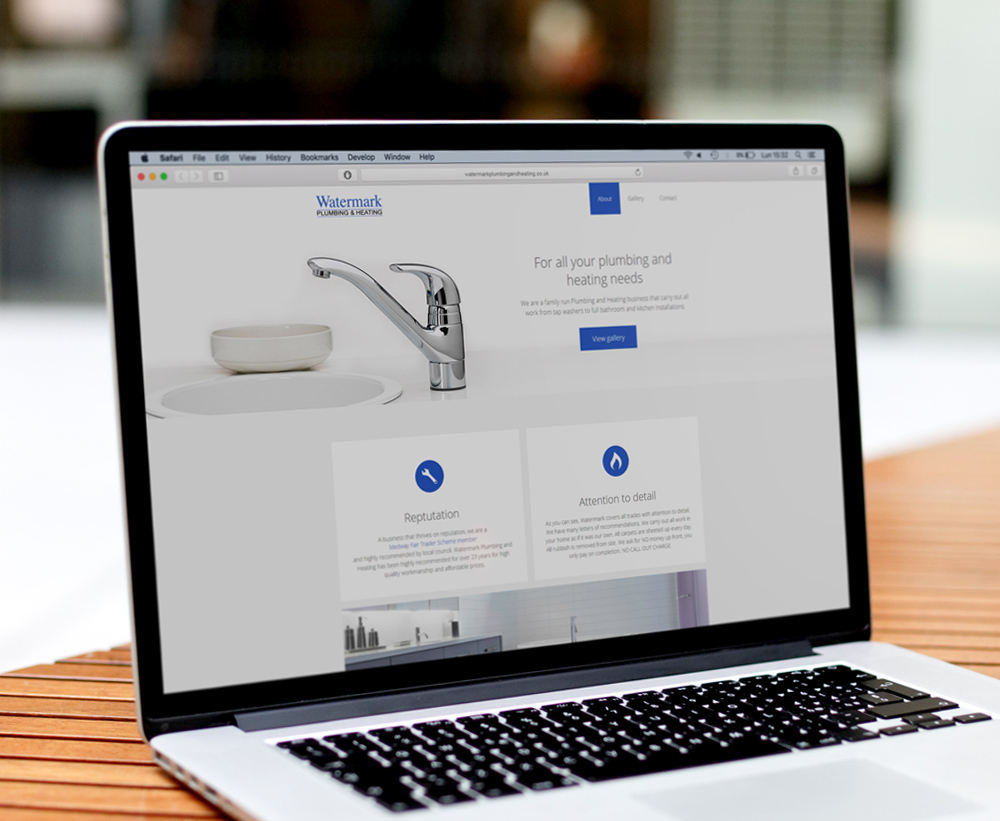 Safari File Edit View History Bookmarks Develop Window Help
Lun 15:22
watermarkplumbingandheating.co.uk
Watermark
PLUMBING & HEATING
About Gallery Contact
For all your plumbing and
heating needs
We are a family run Plumbing and Heating business that carry out all
work from tap washers to full bathroom and kitchen installations.
View gallery
Reptutation
A business that thrives on reputation, we are a
Medway Fair Trader Scheme member
and highly recommended by local council. Watermark Plumbing and
Heating has been highly recommended for over 23 years for high
quality workmanship and affordable prices.
Attention to detail
As you can see, Watermark covers all trades with attention to detail.
We have many letters of recommendations. We carry out all work in
your home as if it was our own. All carpets are sheeted up every day.
All rubbish is removed from site. We ask for NO money up front, you
only pay on completion. NO CALL OUT CHARGE.